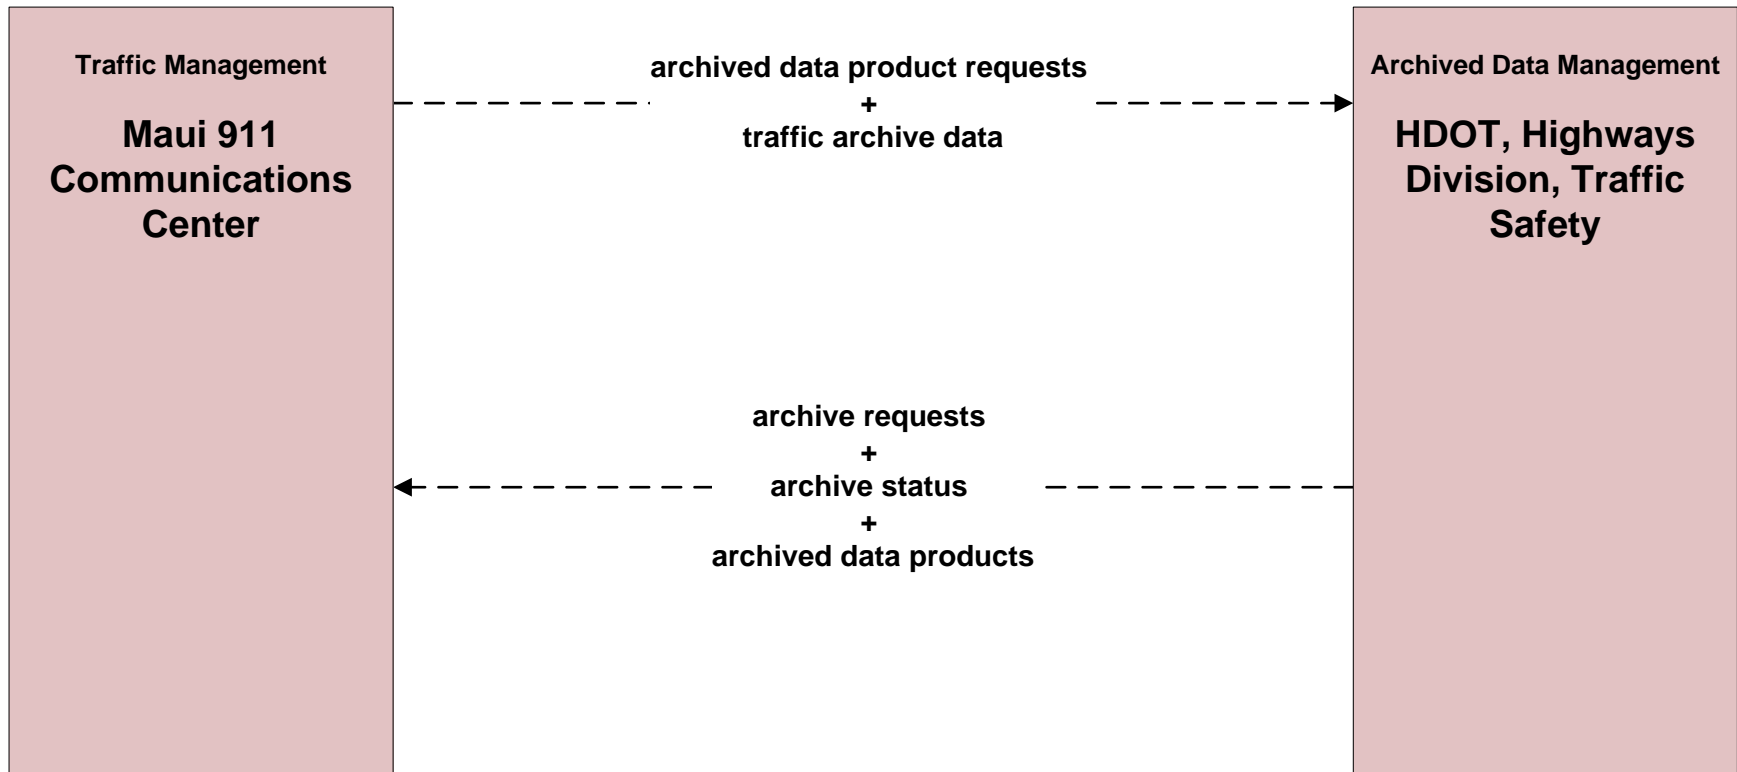 Traffic Management
Maui 911
Communications
Center
archived data product requests
+
traffic archive data
Archived Data Management
HDOT, Highways
Division, Traffic
Safety
archive requests
+
archive status
+
archived data products